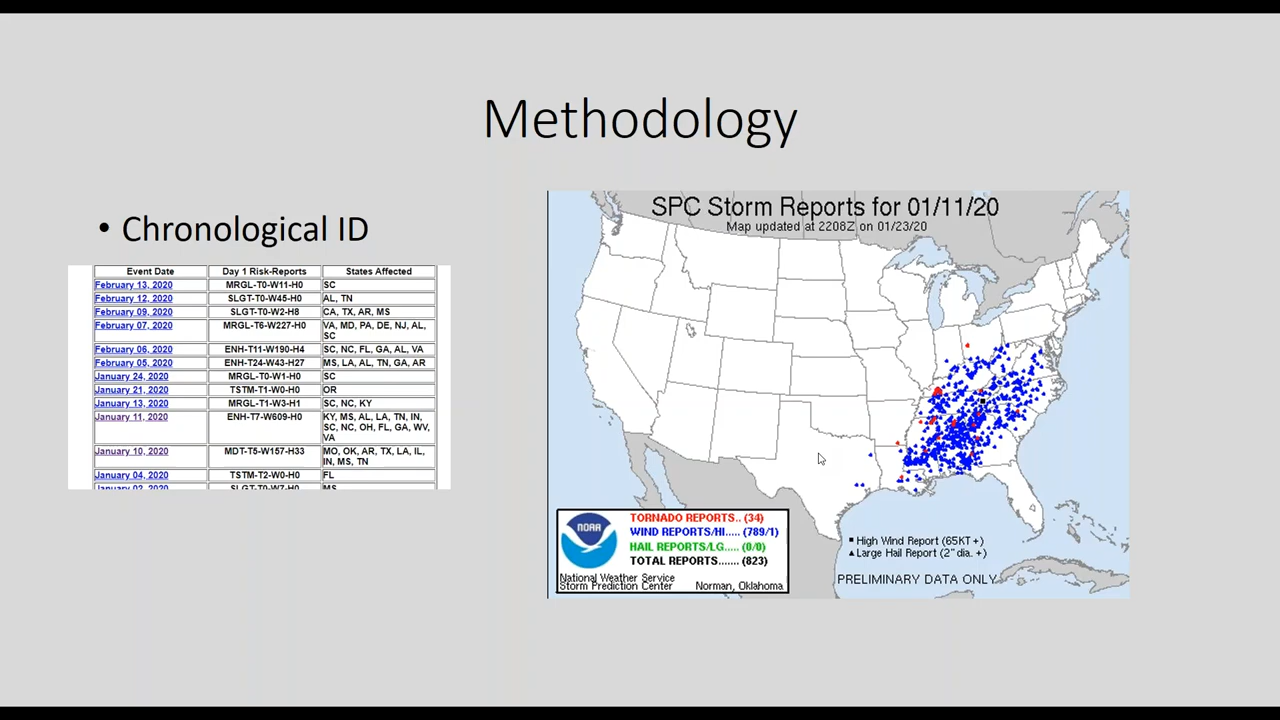 Methodology
• Chronological ID
Event Date Day 1 Risk-Reports States Affected
February 13, 2020 MRGL-T0-W11-H0 SC
February 12, 2020 SLGT-T0-W45-H0 AL, TN
February 09, 2020 SLGT-T0-W2-H8 CA, TX, AR, MS
February 07, 2020 MRGL-T6-W227-H0 VA, MD, PA, DE, NJ, AL,
SC
February 06, 2020 ENH-T11-W190-H4 SC, NC, FL, GA, AL, VA
February 05, 2020 ENH-T24-W43-H27 MS, LA, AL, TN, GA, AR
January 24, 2020 MRGL-T0-W1-H0 SC
January 21, 2020 TSTM-T1-W0-H0 OR
January 13, 2020 MRGL-T1-W3-H1 SC, NC, KY
January 11, 2020 ENH-T7-W609-H0 KY, MS, AL, LA, TN, IN,
SC, NC, OH, FL, GA, WV,
VA
January 10, 2020 MDT-T5-W157-H33 MO, OK, AR, TX, LA, IL,
IN, MS, TN
January 04, 2020 TSTM-T2-W0-H0 FL
January 02, 2020 SLGT-T0-W7-H0 MS
SPC Storm Reports for 01/11/20
Map updated at 2208Z on 01/23/20
NOAA
TORNADO REPORTS.. (34)
WIND REPORTS/HI..... (789/1)
HAIL REPORTS/LG..... (0/0)
TOTAL REPORTS....... (823)
National Weather Service
Storm Prediction Center Norman, Oklahoma
■ High Wind Report (65KT +)
▲ Large Hail Report (2" dia. +)
PRELIMINARY DATA ONLY